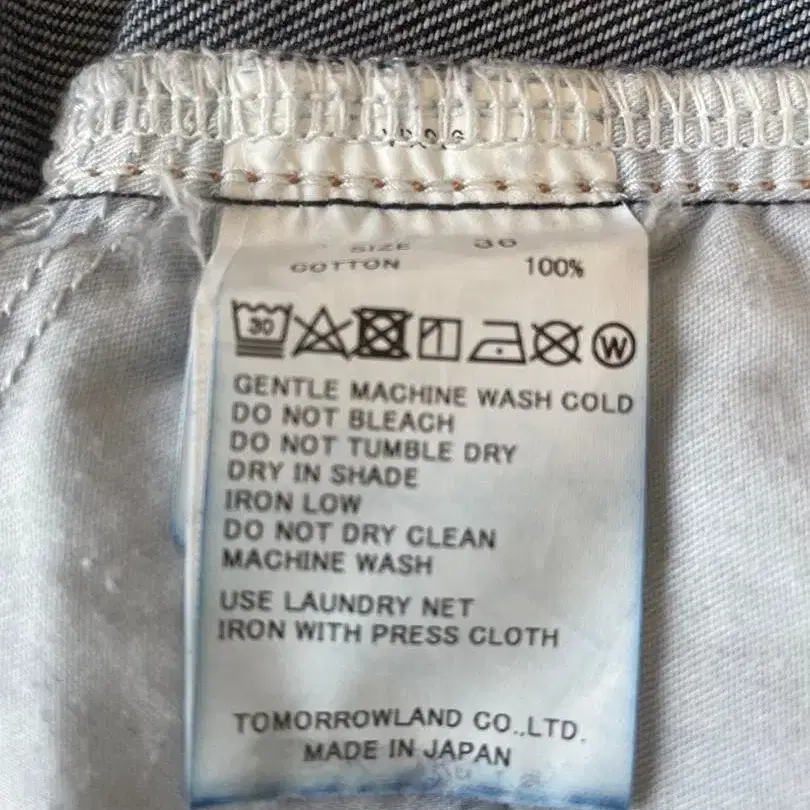 SIZE 30
COTTON 100%
30
W
GENTLE MACHINE WASH COLD
DO NOT BLEACH
DO NOT TUMBLE DRY
DRY IN SHADE
IRON LOW
DO NOT DRY CLEAN
MACHINE WASH
USE LAUNDRY NET
IRON WITH PRESS CLOTH
TOMORROWLAND CO.,LTD.
MADE IN JAPAN